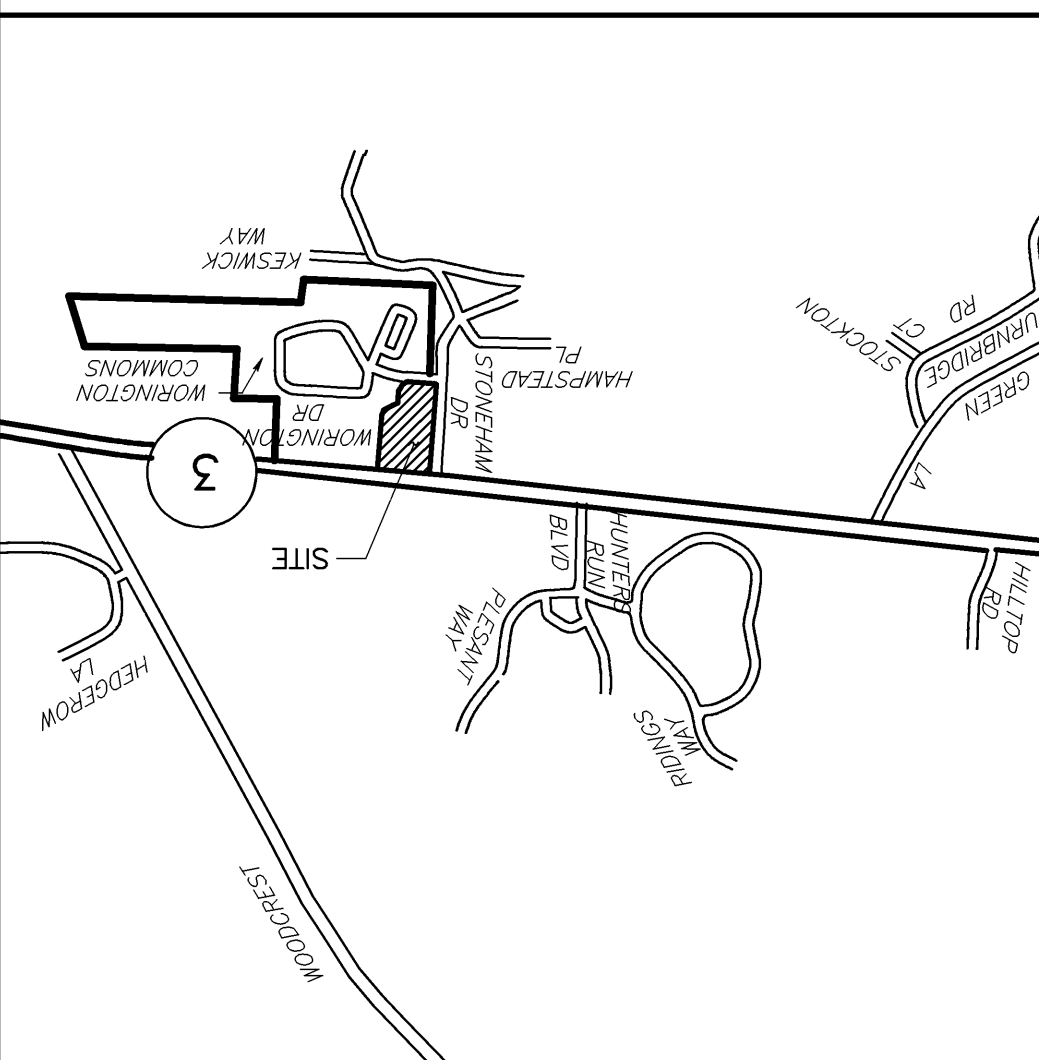 WOODCREST
RIDINGS
WAY
HEDGEROW
LA
PLESANT
WAY
HILLTOP
RD
HUNTERS
RUN
BLVD
SITE
3
LA
GREEN
URNBRIDGE
RD
STOCKTON
CT
STONEHAM
DR
WORINGTON
DR
HAMPSTEAD
PL
WORINGTON
COMMONS
KESWICK
WAY